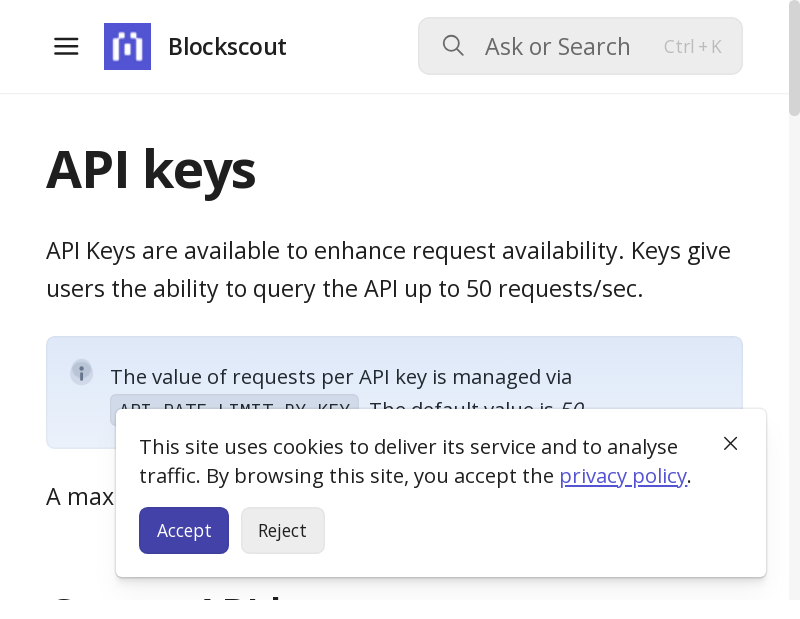 Blockscout
Ask or Search
Ctrl + K
API keys
API Keys are available to enhance request availability. Keys give
users the ability to query the API up to 50 requests/sec.
The value of requests per API key is managed via
API_RATE_LIMIT_BY_KEY. The default value is 50
This site uses cookies to deliver its service and to analyse
traffic. By browsing this site, you accept the privacy policy.
A max
Accept
Reject